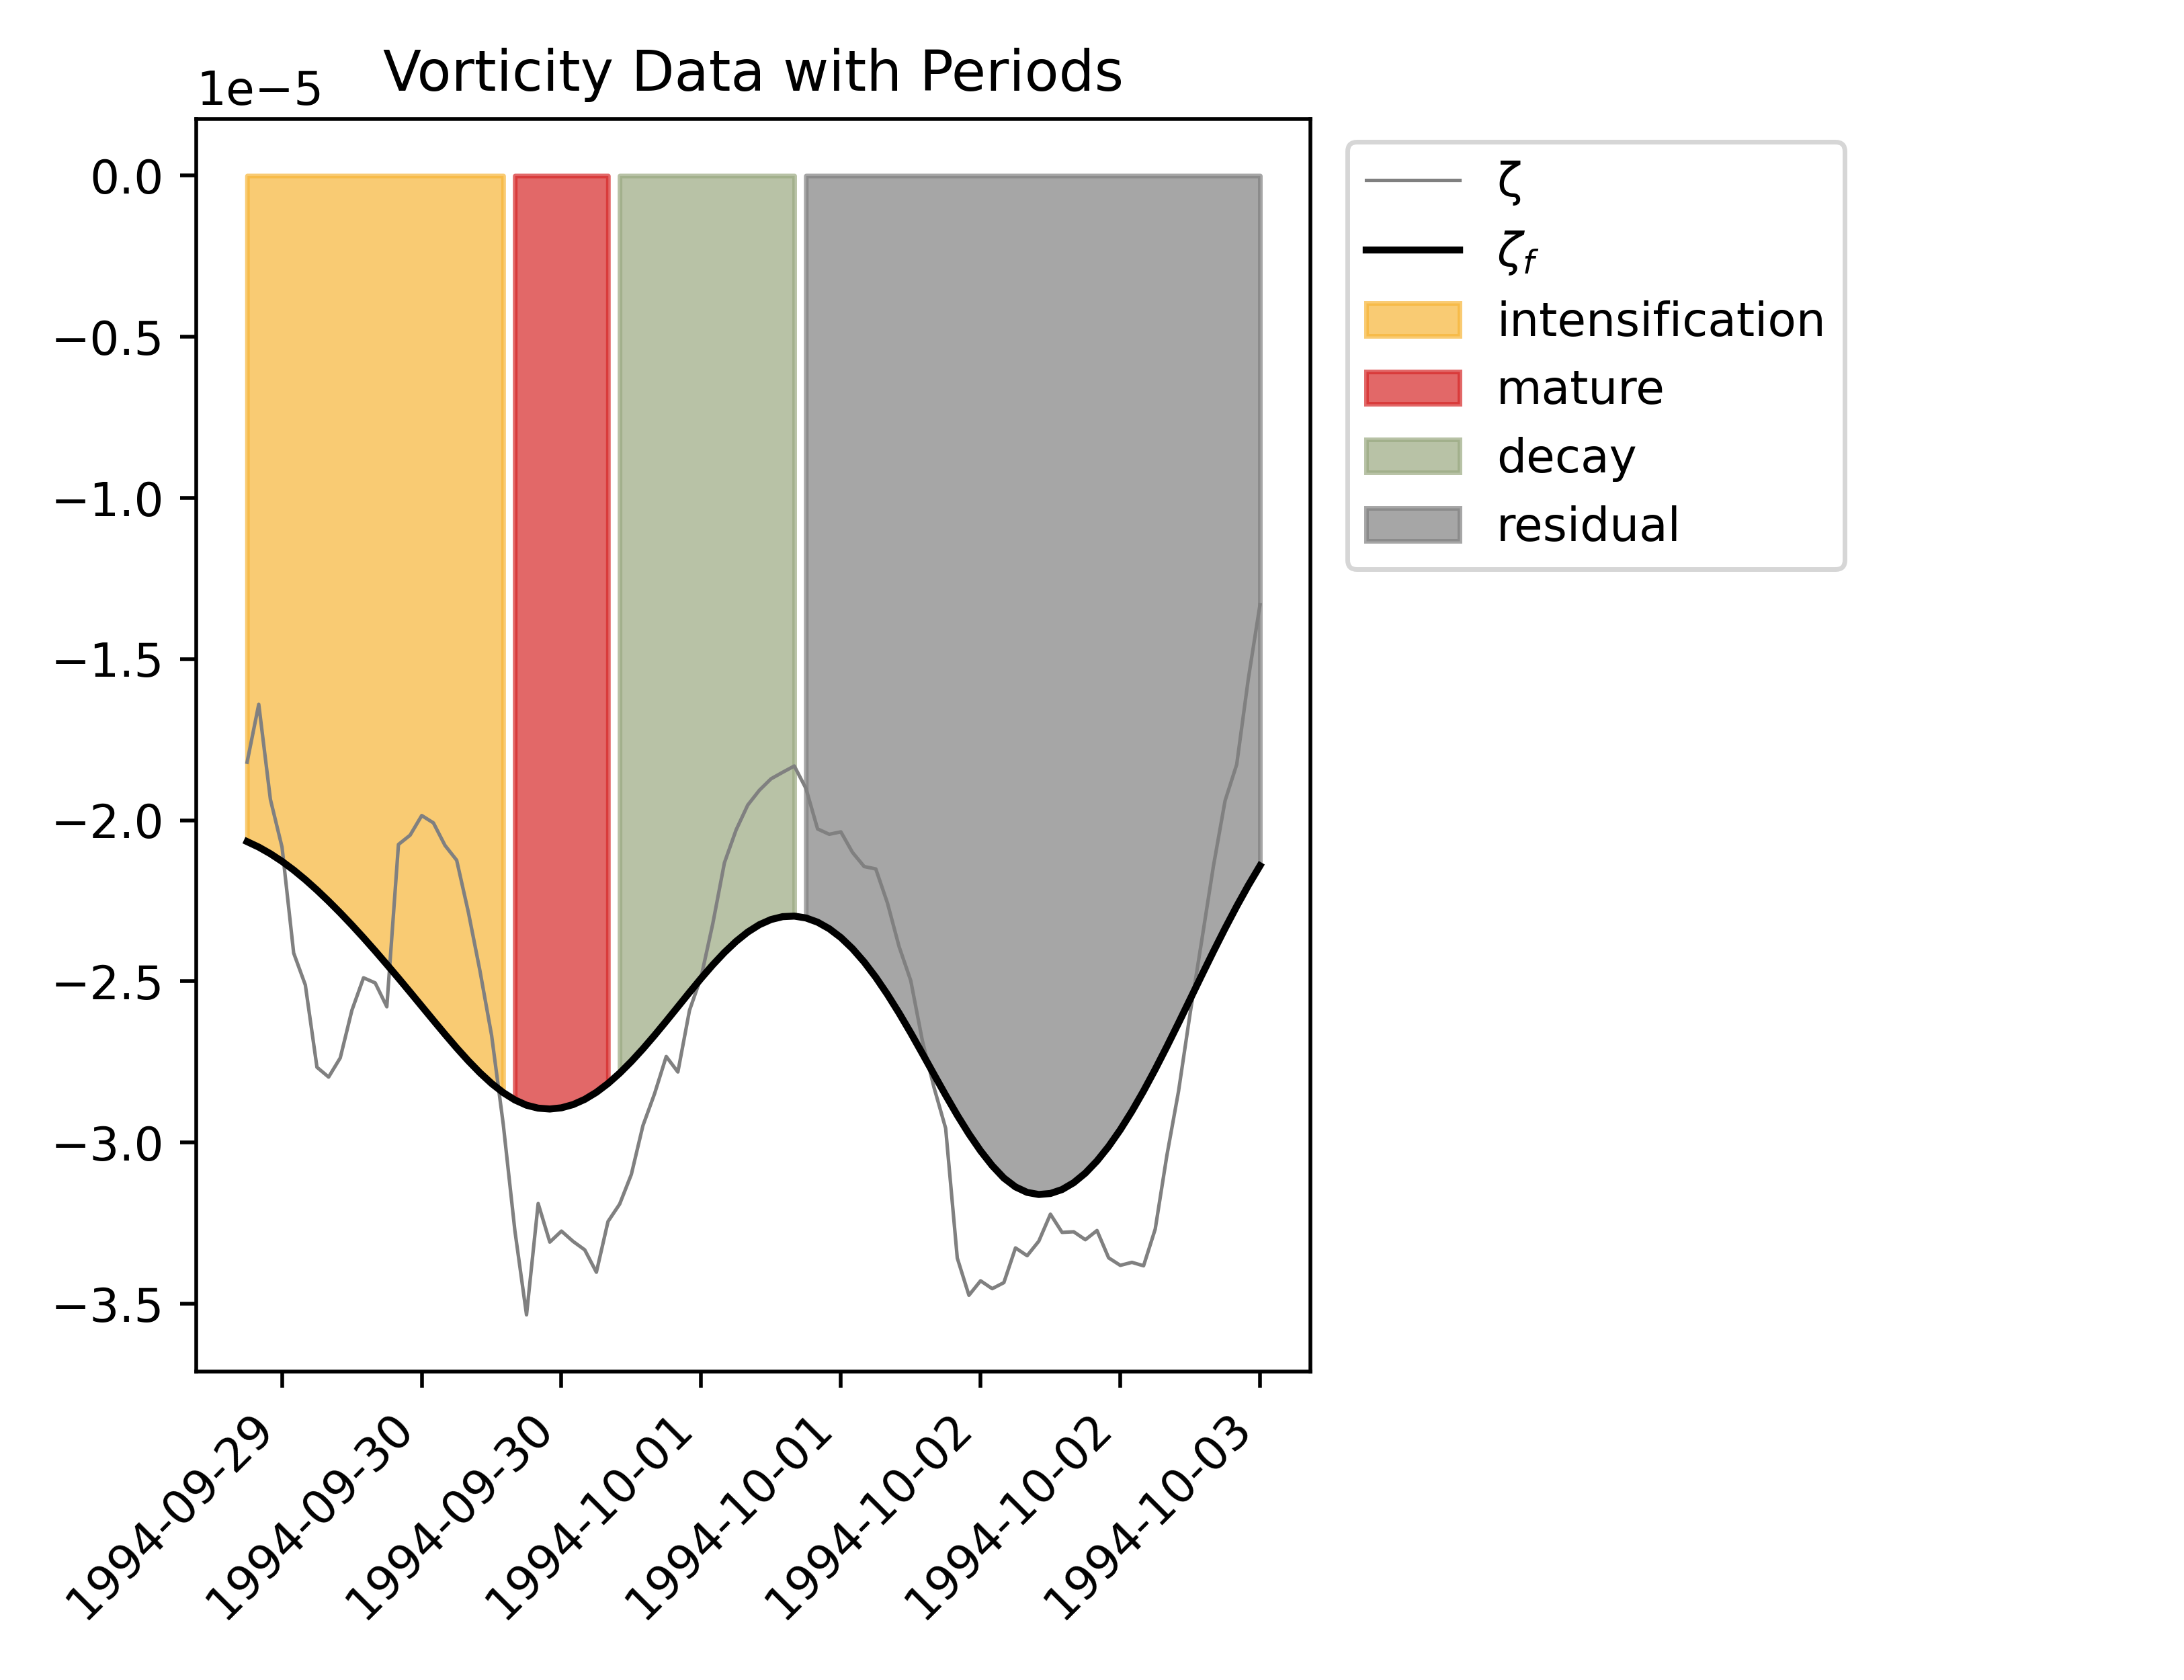 Vorticity Data with Periods
1e−5
0.0
−0.5
−1.0
−1.5
−2.0
−2.5
−3.0
−3.5
1994-09-29
1994-09-30
1994-09-30
1994-10-01
1994-10-01
1994-10-02
1994-10-02
1994-10-03
ζ
ζf
intensification
mature
decay
residual